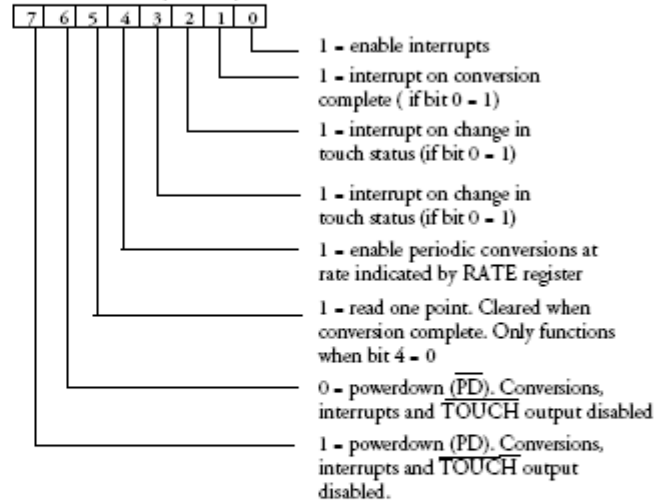 7 6 5 4 3 2 1 0
1 = enable interrupts
1 = interrupt on conversion
complete ( if bit 0 = 1)
1 = interrupt on change in
touch status (if bit 0 = 1)
1 = interrupt on change in
touch status (if bit 0 = 1)
1 = enable periodic conversions at
rate indicated by RATE register
1 = read one point. Cleared when
conversion complete. Only functions
when bit 4 = 0
0 = powerdown (P̅D̅). Conversions,
interrupts and T̅O̅U̅C̅H̅ output disabled
1 = powerdown (PD). Conversions,
interrupts and T̅O̅U̅C̅H̅ output
disabled.